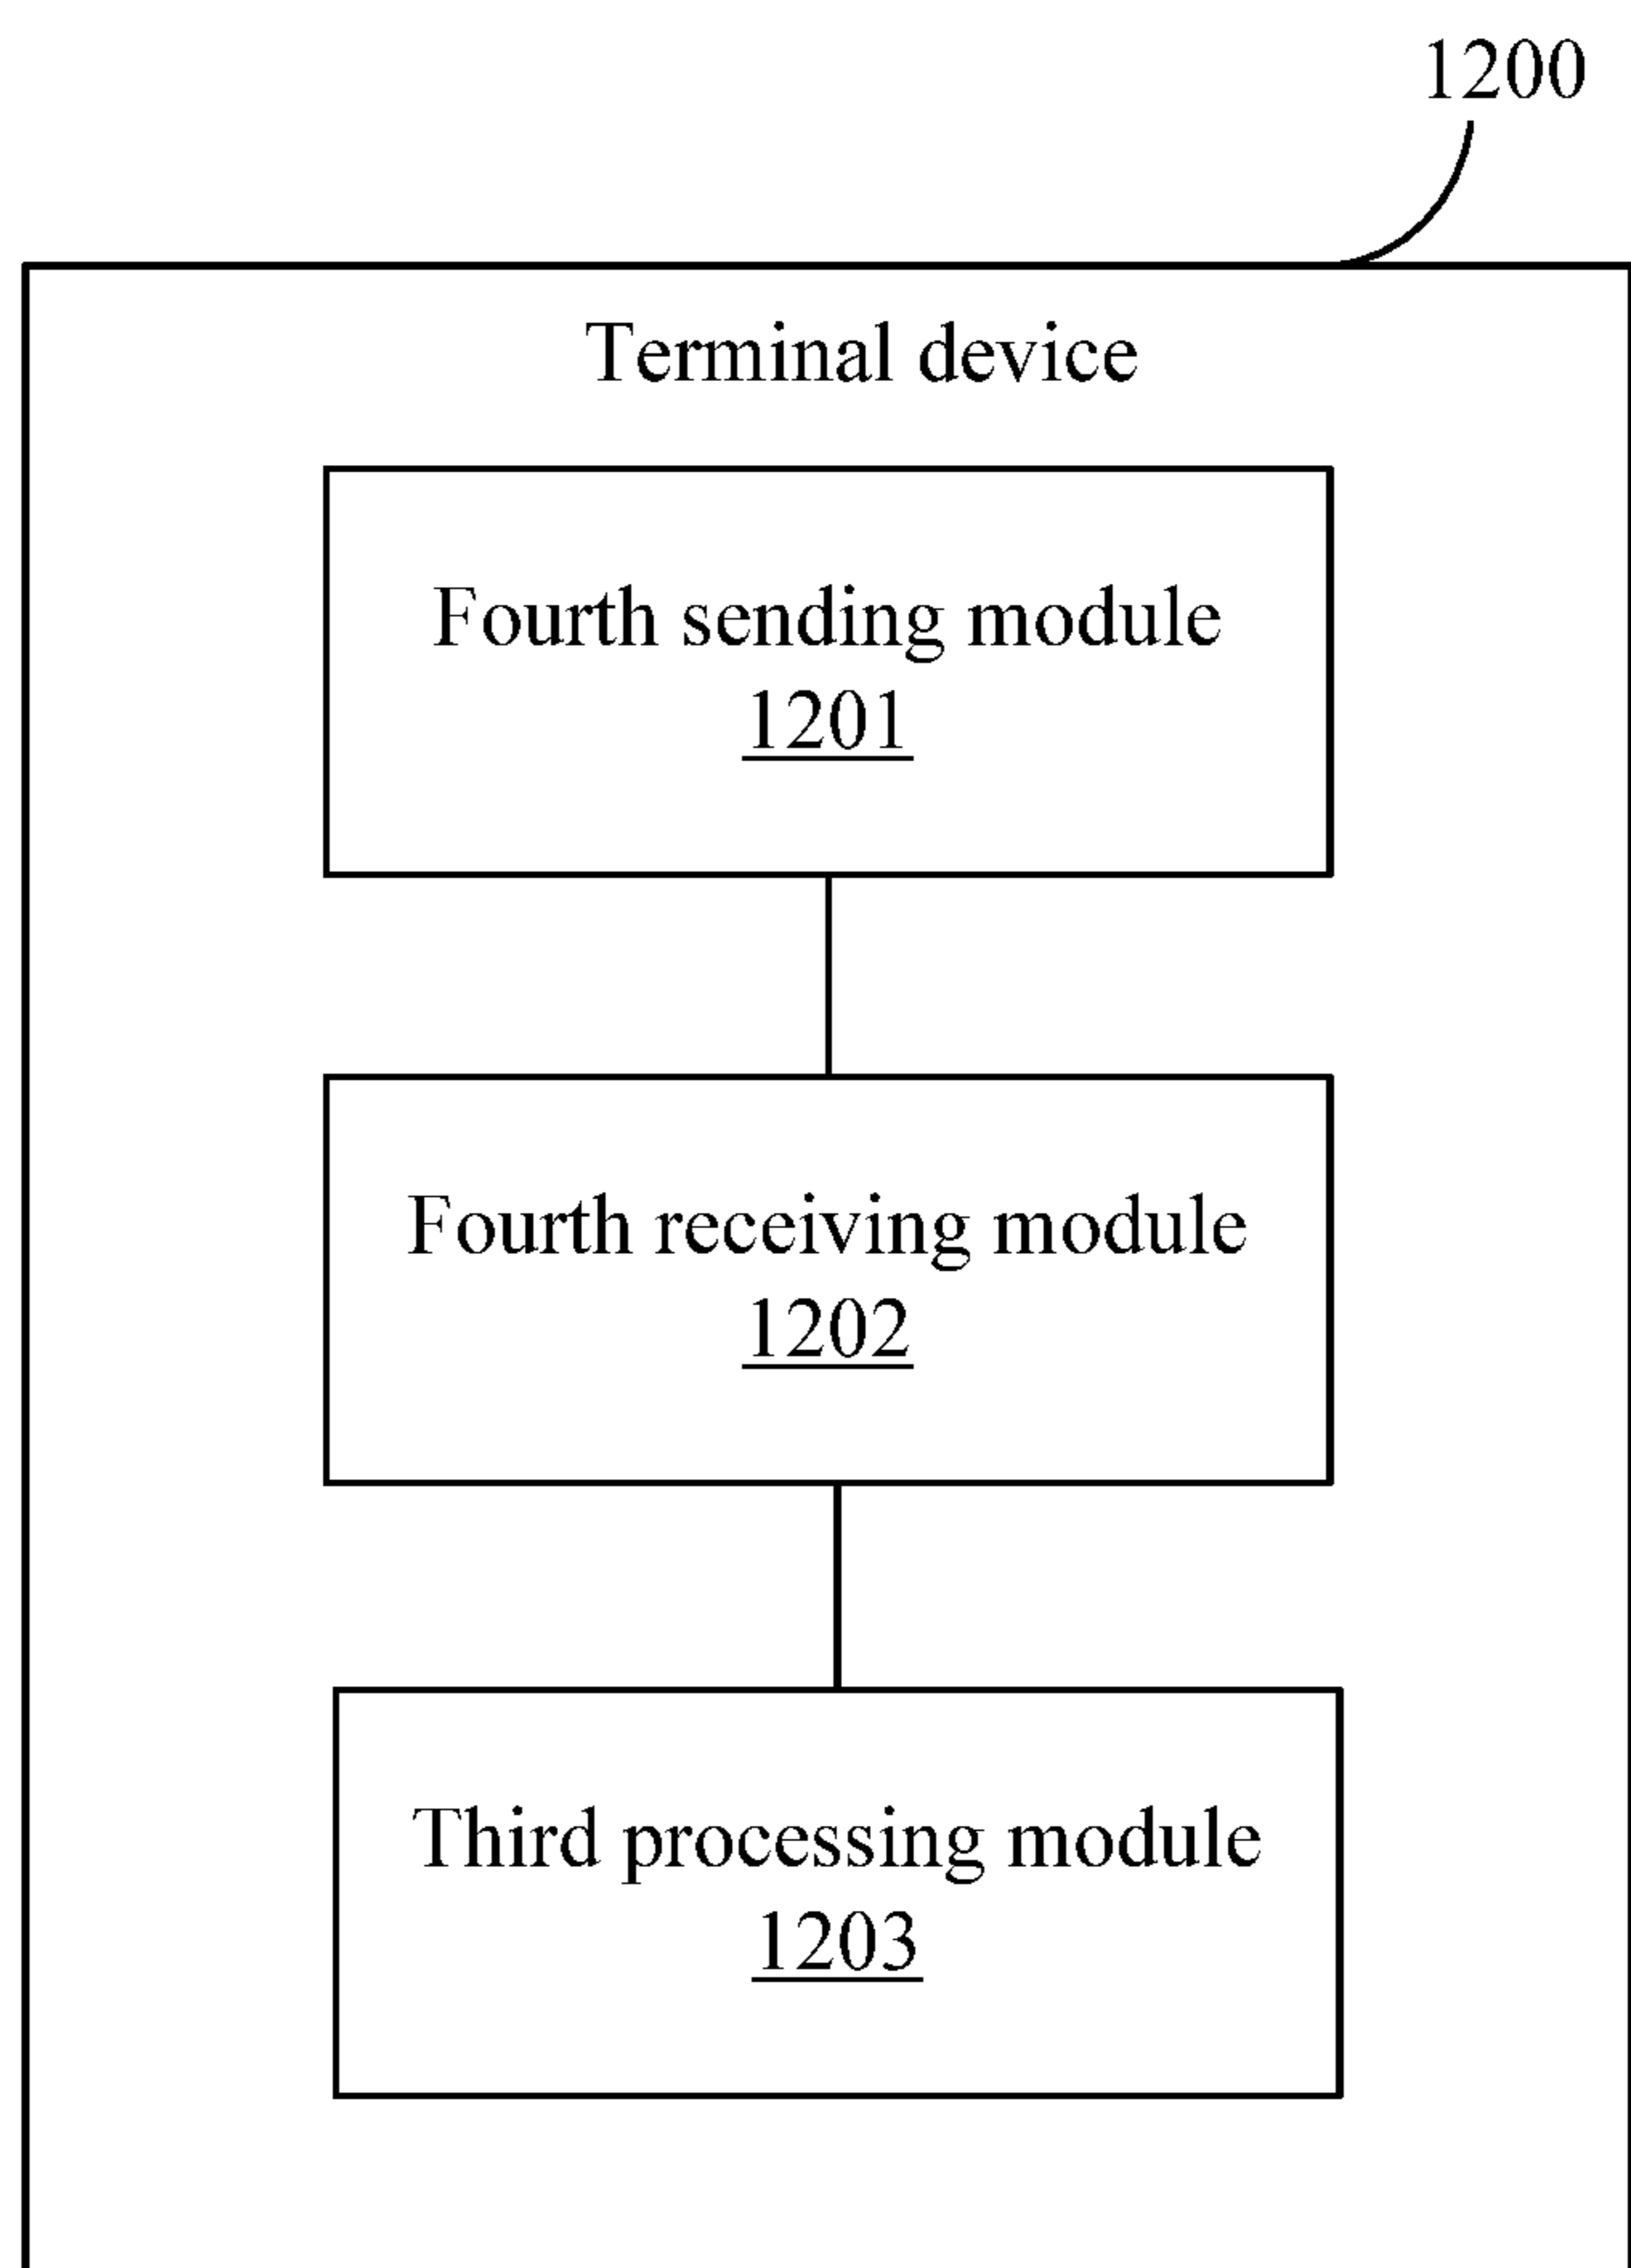 1200
Terminal device
Fourth sending module
1201
Fourth receiving module
1202
Third processing module
1203